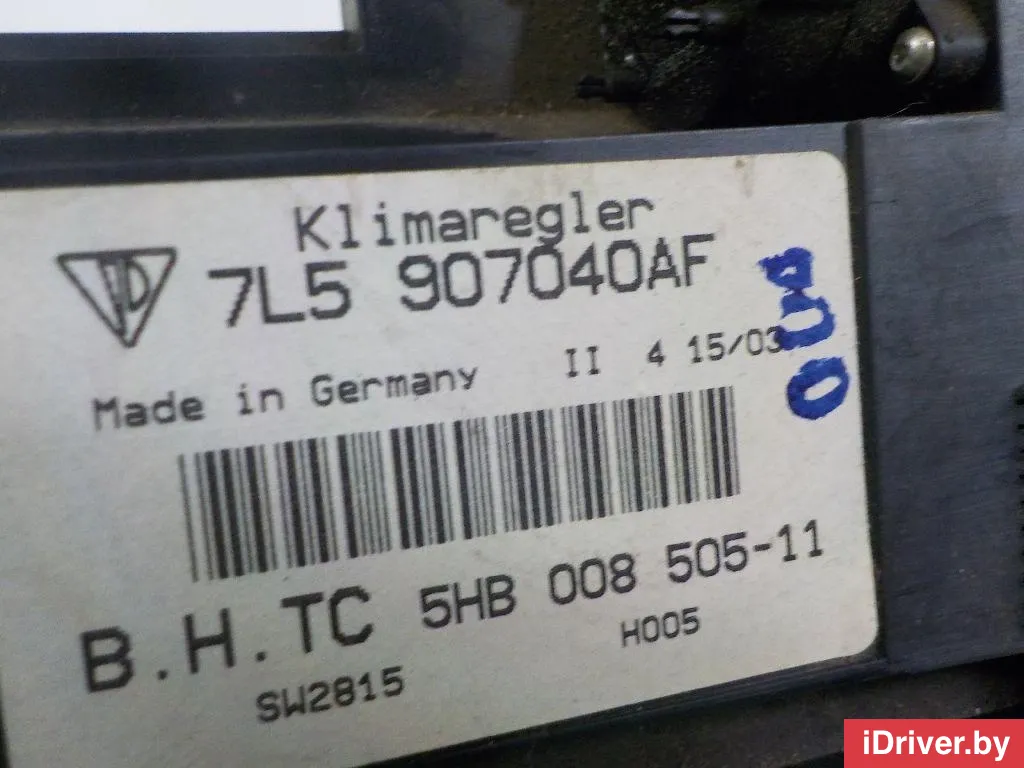 Klimaregler
7L5 907040AF
Made in Germany II 4 15/03
B.H.TC 5HB 008 505-11
SW2815 H005
iDriver.by